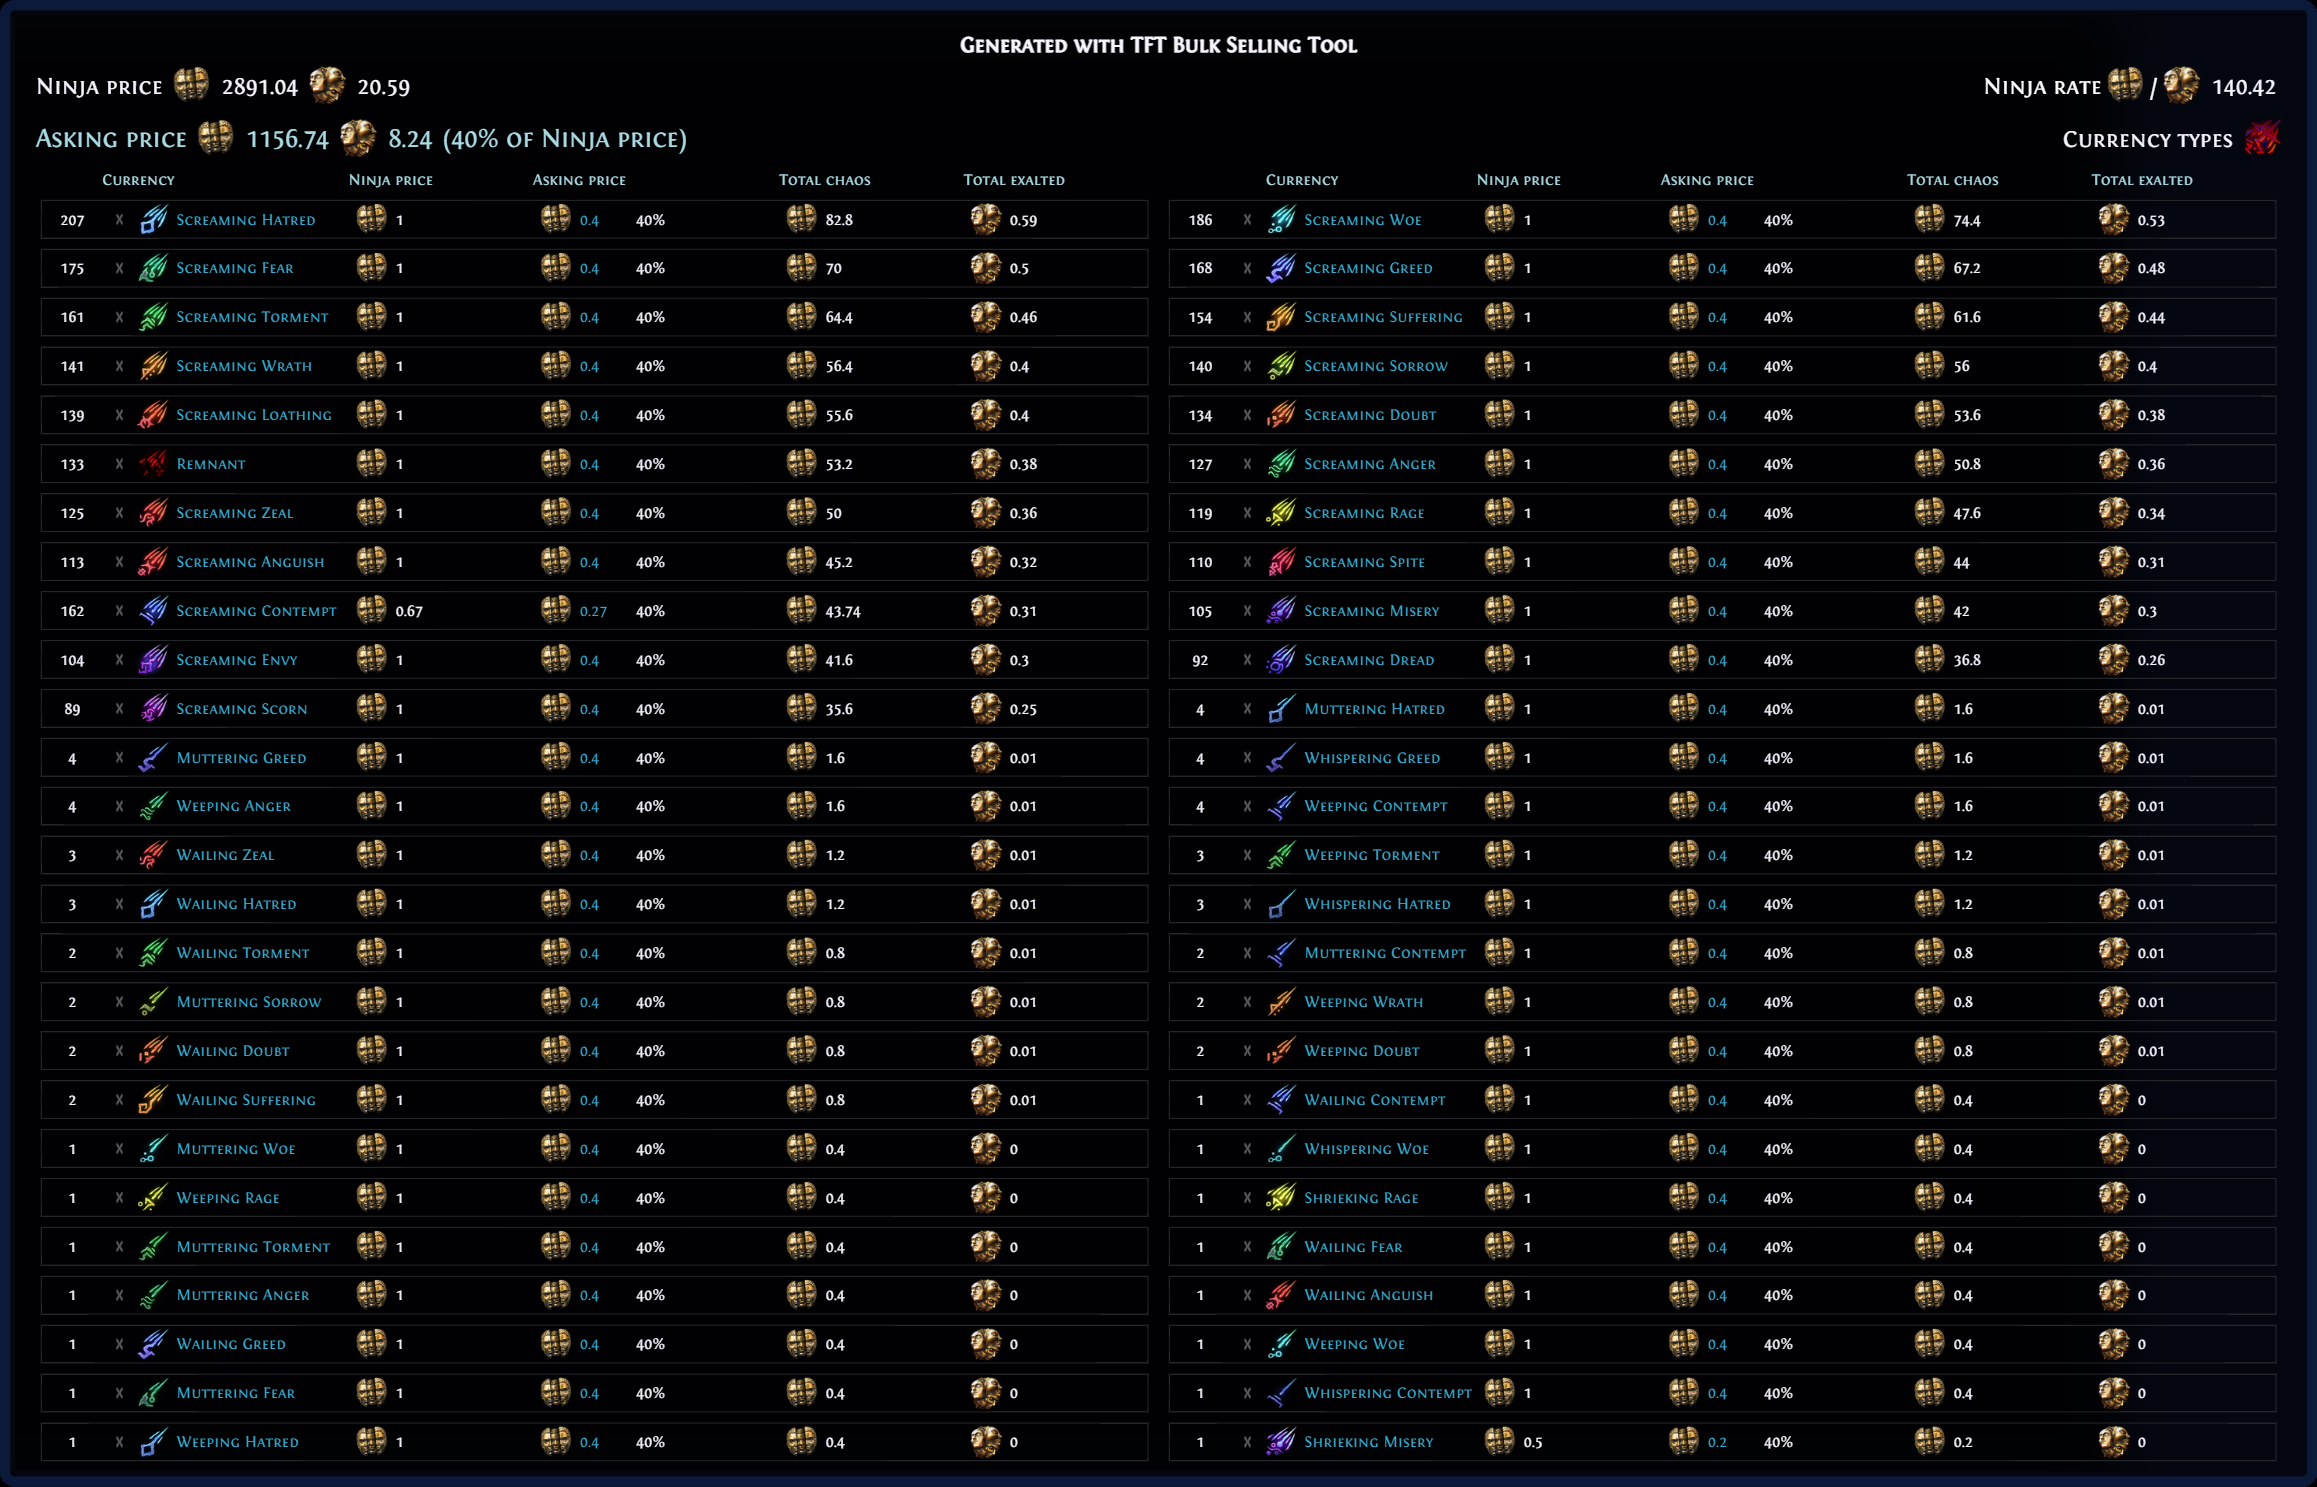 Generated with TFT Bulk Selling Tool
Ninja price 2891.04 20.59 Ninja rate / 140.42
Asking price 1156.74 8.24 (40% of Ninja price) Currency types
Currency Ninja price Asking price Total chaos Total exalted Currency Ninja price Asking price Total chaos Total exalted
207 x Screaming Hatred 1 0.4 40% 82.8 0.59 186 x Screaming Woe 1 0.4 40% 74.4 0.53
175 x Screaming Fear 1 0.4 40% 70 0.5 168 x Screaming Greed 1 0.4 40% 67.2 0.48
161 x Screaming Torment 1 0.4 40% 64.4 0.46 154 x Screaming Suffering 1 0.4 40% 61.6 0.44
141 x Screaming Wrath 1 0.4 40% 56.4 0.4 140 x Screaming Sorrow 1 0.4 40% 56 0.4
139 x Screaming Loathing 1 0.4 40% 55.6 0.4 134 x Screaming Doubt 1 0.4 40% 53.6 0.38
133 x Remnant 1 0.4 40% 53.2 0.38 127 x Screaming Anger 1 0.4 40% 50.8 0.36
125 x Screaming Zeal 1 0.4 40% 50 0.36 119 x Screaming Rage 1 0.4 40% 47.6 0.34
113 x Screaming Anguish 1 0.4 40% 45.2 0.32 110 x Screaming Spite 1 0.4 40% 44 0.31
162 x Screaming Contempt 0.67 0.27 40% 43.74 0.31 105 x Screaming Misery 1 0.4 40% 42 0.3
104 x Screaming Envy 1 0.4 40% 41.6 0.3 92 x Screaming Dread 1 0.4 40% 36.8 0.26
89 x Screaming Scorn 1 0.4 40% 35.6 0.25 4 x Muttering Hatred 1 0.4 40% 1.6 0.01
4 x Muttering Greed 1 0.4 40% 1.6 0.01 4 x Whispering Greed 1 0.4 40% 1.6 0.01
4 x Weeping Anger 1 0.4 40% 1.6 0.01 4 x Weeping Contempt 1 0.4 40% 1.6 0.01
3 x Wailing Zeal 1 0.4 40% 1.2 0.01 3 x Weeping Torment 1 0.4 40% 1.2 0.01
3 x Wailing Hatred 1 0.4 40% 1.2 0.01 3 x Whispering Hatred 1 0.4 40% 1.2 0.01
2 x Wailing Torment 1 0.4 40% 0.8 0.01 2 x Muttering Contempt 1 0.4 40% 0.8 0.01
2 x Muttering Sorrow 1 0.4 40% 0.8 0.01 2 x Weeping Wrath 1 0.4 40% 0.8 0.01
2 x Wailing Doubt 1 0.4 40% 0.8 0.01 2 x Weeping Doubt 1 0.4 40% 0.8 0.01
2 x Wailing Suffering 1 0.4 40% 0.8 0.01 1 x Wailing Contempt 1 0.4 40% 0.4 0
1 x Muttering Woe 1 0.4 40% 0.4 0 1 x Whispering Woe 1 0.4 40% 0.4 0
1 x Weeping Rage 1 0.4 40% 0.4 0 1 x Shrieking Rage 1 0.4 40% 0.4 0
1 x Muttering Torment 1 0.4 40% 0.4 0 1 x Wailing Fear 1 0.4 40% 0.4 0
1 x Muttering Anger 1 0.4 40% 0.4 0 1 x Wailing Anguish 1 0.4 40% 0.4 0
1 x Wailing Greed 1 0.4 40% 0.4 0 1 x Weeping Woe 1 0.4 40% 0.4 0
1 x Muttering Fear 1 0.4 40% 0.4 0 1 x Whispering Contempt 1 0.4 40% 0.4 0
1 x Weeping Hatred 1 0.4 40% 0.4 0 1 x Shrieking Misery 0.5 0.2 40% 0.2 0